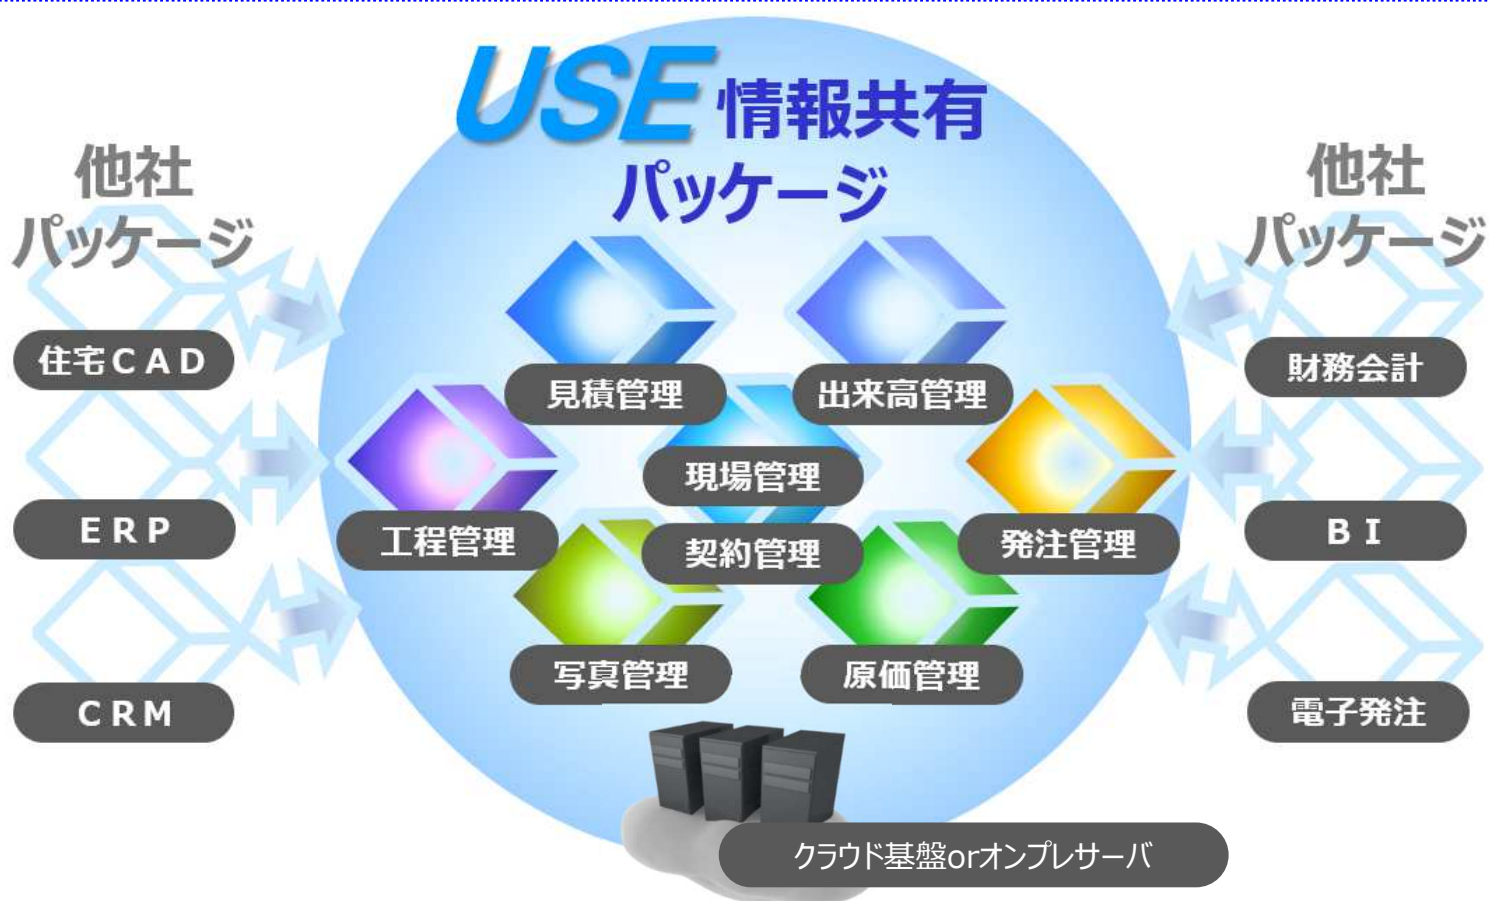 USE 情報共有
パッケージ
他社
パッケージ
住宅CAD
ERP
CRM
見積管理
出来高管理
現場管理
工程管理
契約管理
発注管理
写真管理
原価管理
クラウド基盤orオンプレサーバ
他社
パッケージ
財務会計
BI
電子発注